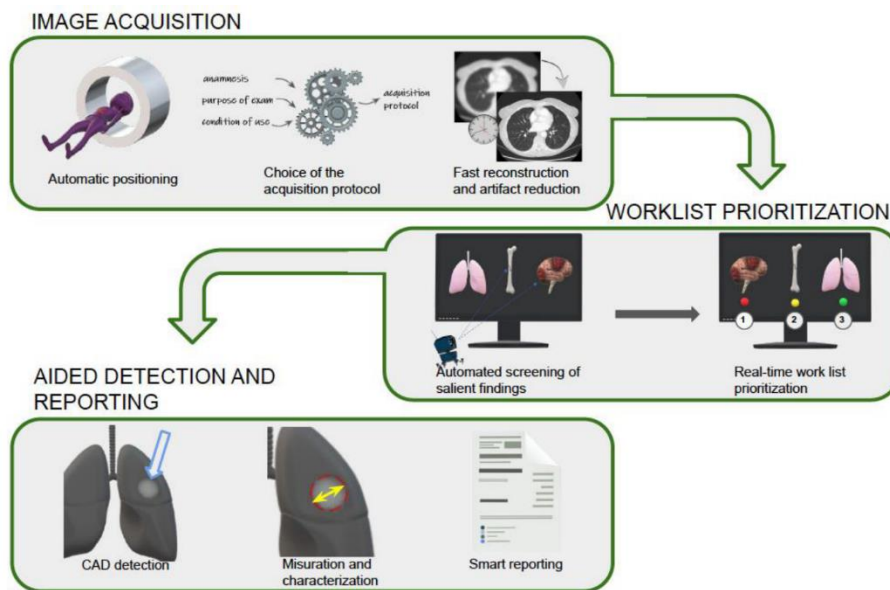 IMAGE ACQUISITION
anamnesis
purpose of exam
condition of use
acquisition
protocol
Automatic positioning
Choice of the
acquisition protocol
Fast reconstruction
and artifact reduction
WORKLIST PRIORITIZATION
1
2
3
Automated screening of
salient findings
Real-time work list
prioritization
AIDED DETECTION AND
REPORTING
CAD detection
Misuration and
characterization
Smart reporting